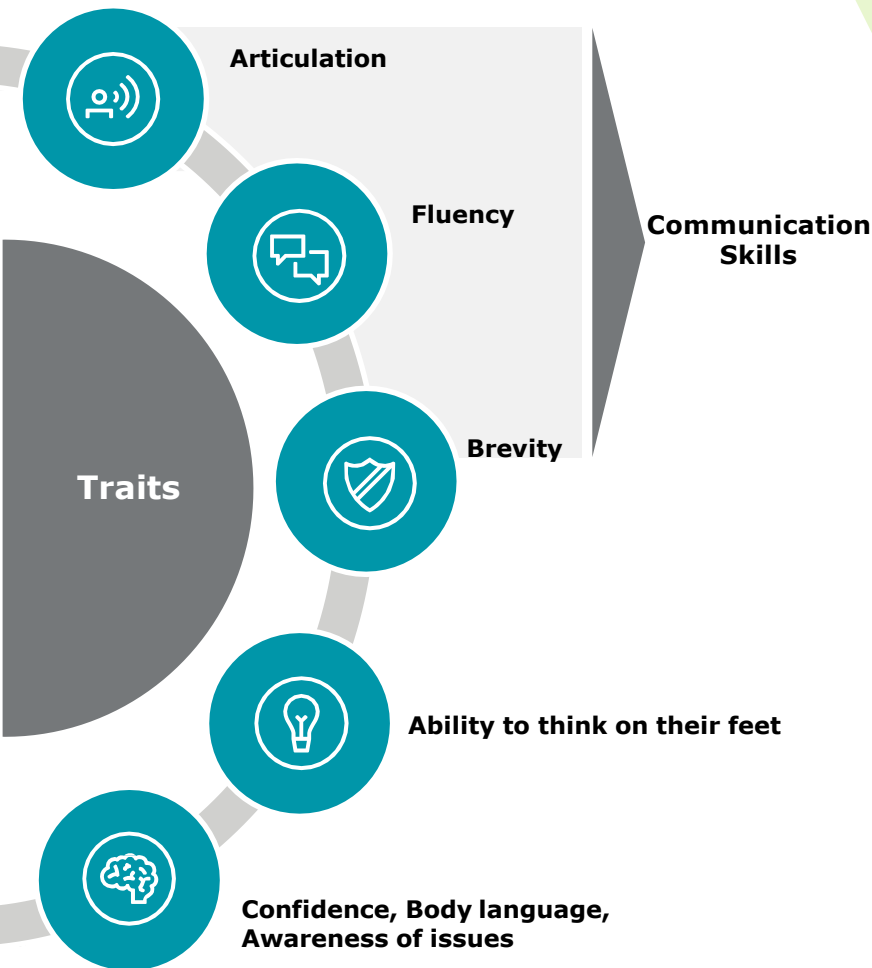 Articulation
Fluency
Communication
Skills
Brevity
Traits
Ability to think on their feet
Confidence, Body language,
Awareness of issues